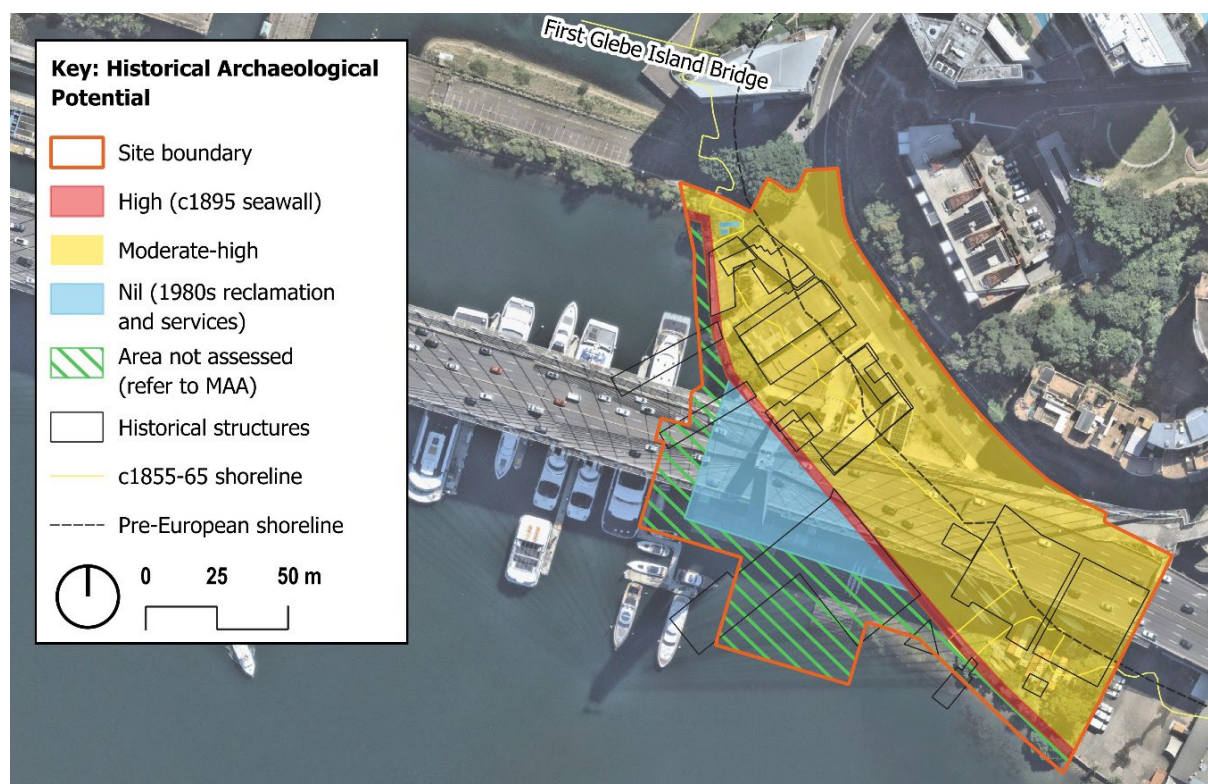 First Glebe Island Bridge
Key: Historical Archaeological
Potential
Site boundary
High (c1895 seawall)
Moderate-high
Nil (1980s reclamation
and services)
Area not assessed
(refer to MAA)
Historical structures
c1855-65 shoreline
Pre-European shoreline
0 25 50 m